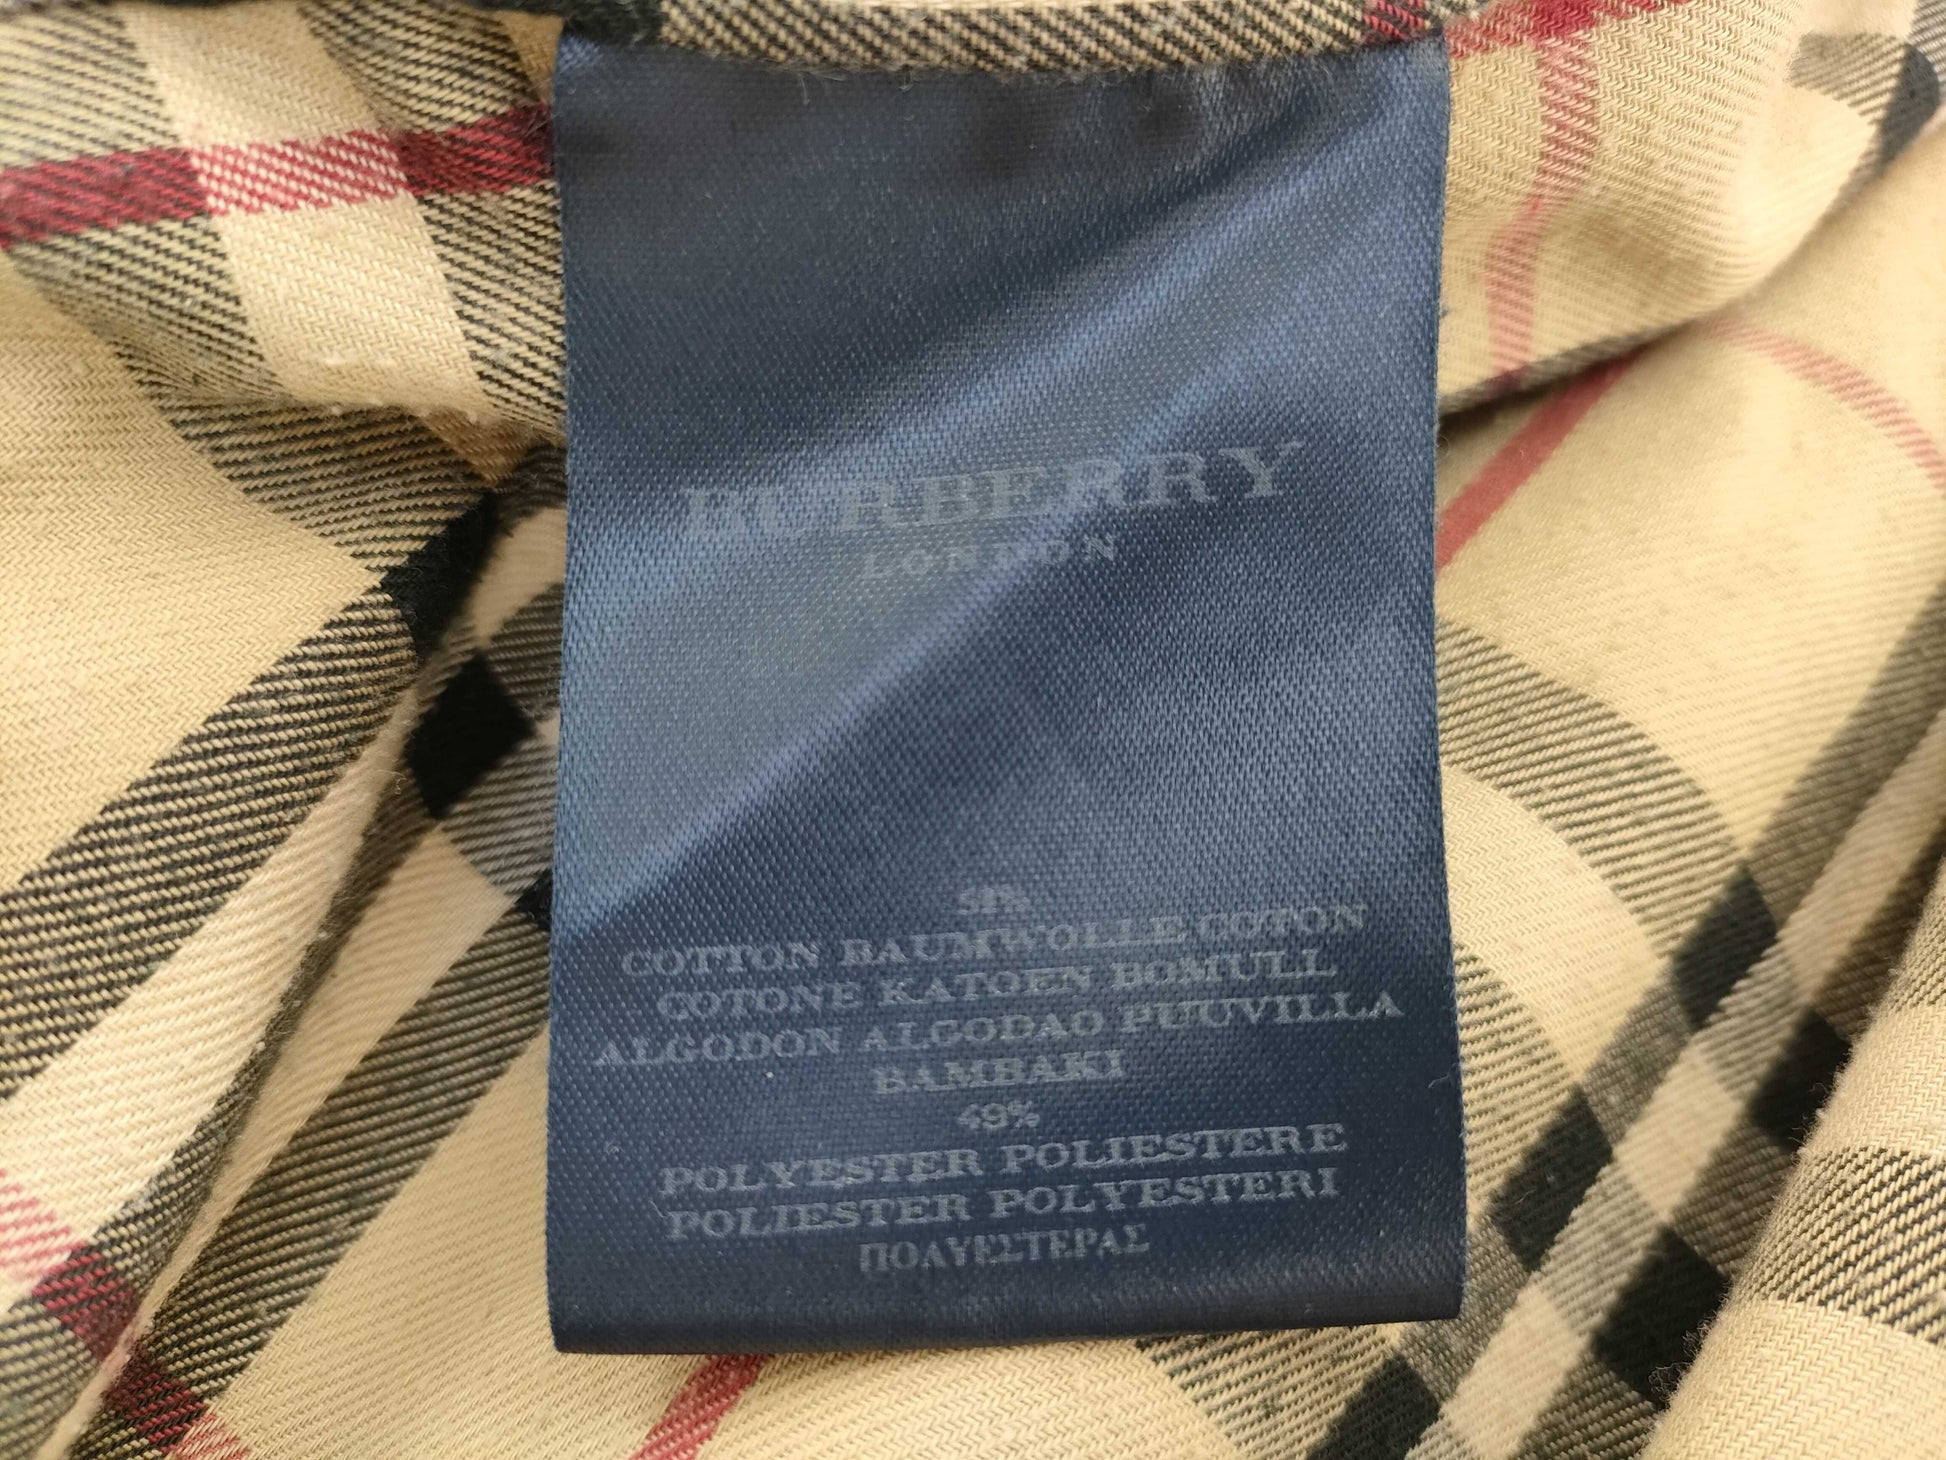 BURBERRY
LONDON
51%
COTTON BAUMWOLLE COTON
COTONE KATOEN BOMULL
ALGODON ALGODAO PUUVILLA
BAMBAKI
49%
POLYESTER POLIESTERE
POLIESTER POLYESTERI
ΠΟΛΥΕΣΤΕΡΑΣ